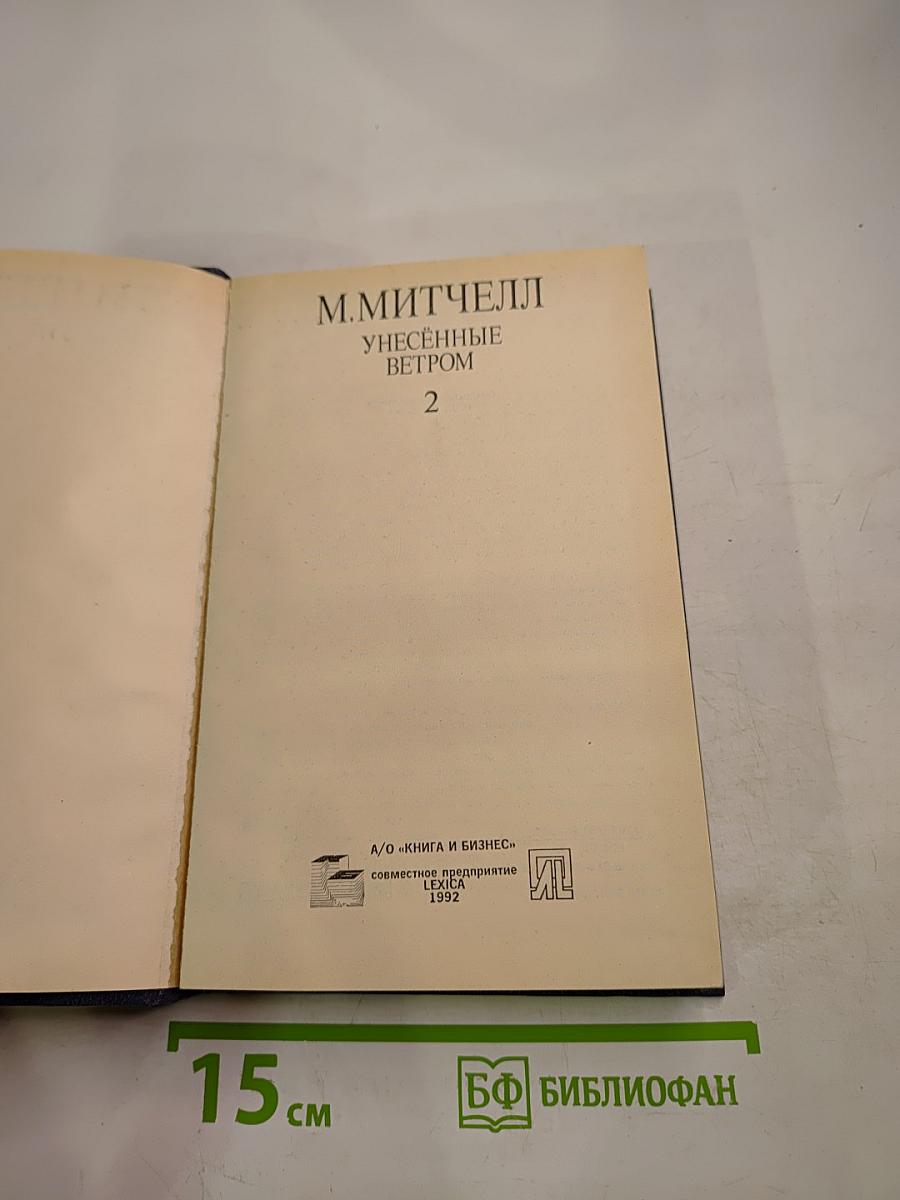 М.МИТЧЕЛЛ
УНЕСЁННЫЕ
ВЕТРОМ
2
А/О «КНИГА И БИЗНЕС»
совместное предприятие
LEXICA
1992
15 см
БФ БИБЛИОФАН